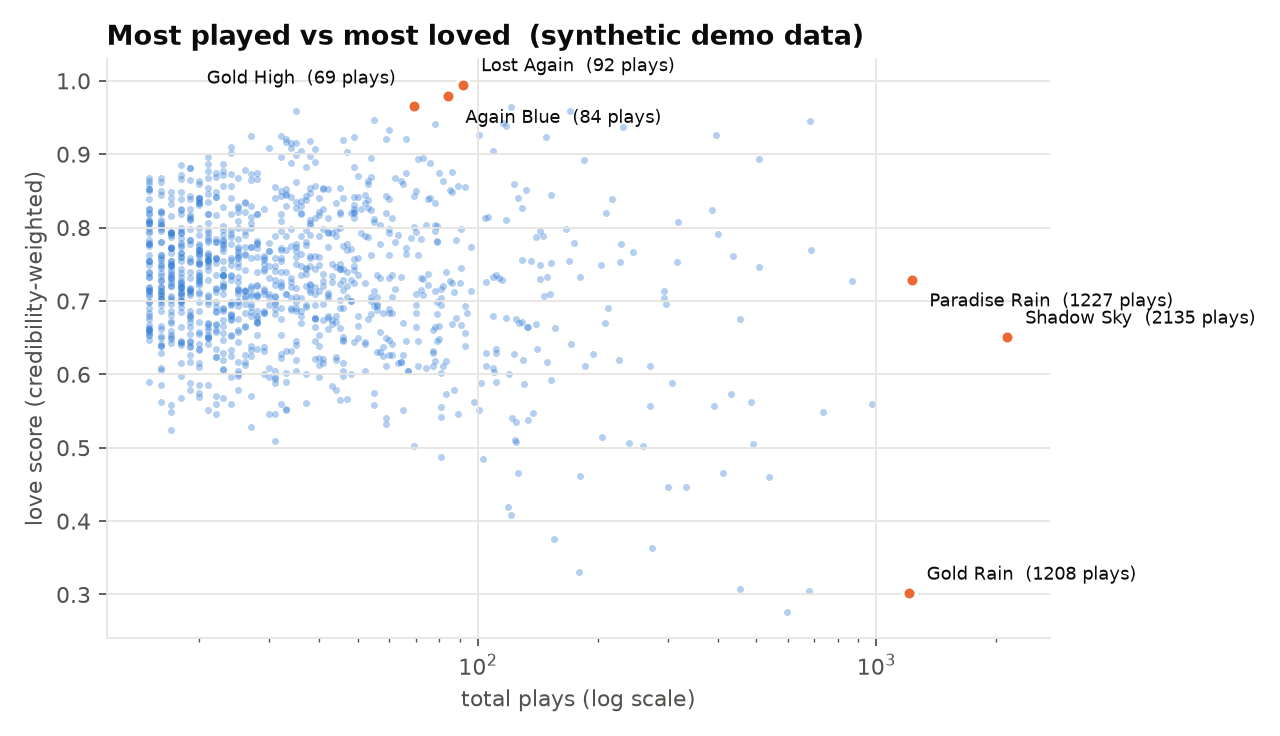 Most played vs most loved (synthetic demo data)
Lost Again (92 plays)
Gold High (69 plays)
Again Blue (84 plays)
Paradise Rain (1227 plays)
Shadow Sky (2135 plays)
Gold Rain (1208 plays)
love score (credibility-weighted)
1.0
0.9
0.8
0.7
0.6
0.5
0.4
0.3
10² 10³
total plays (log scale)